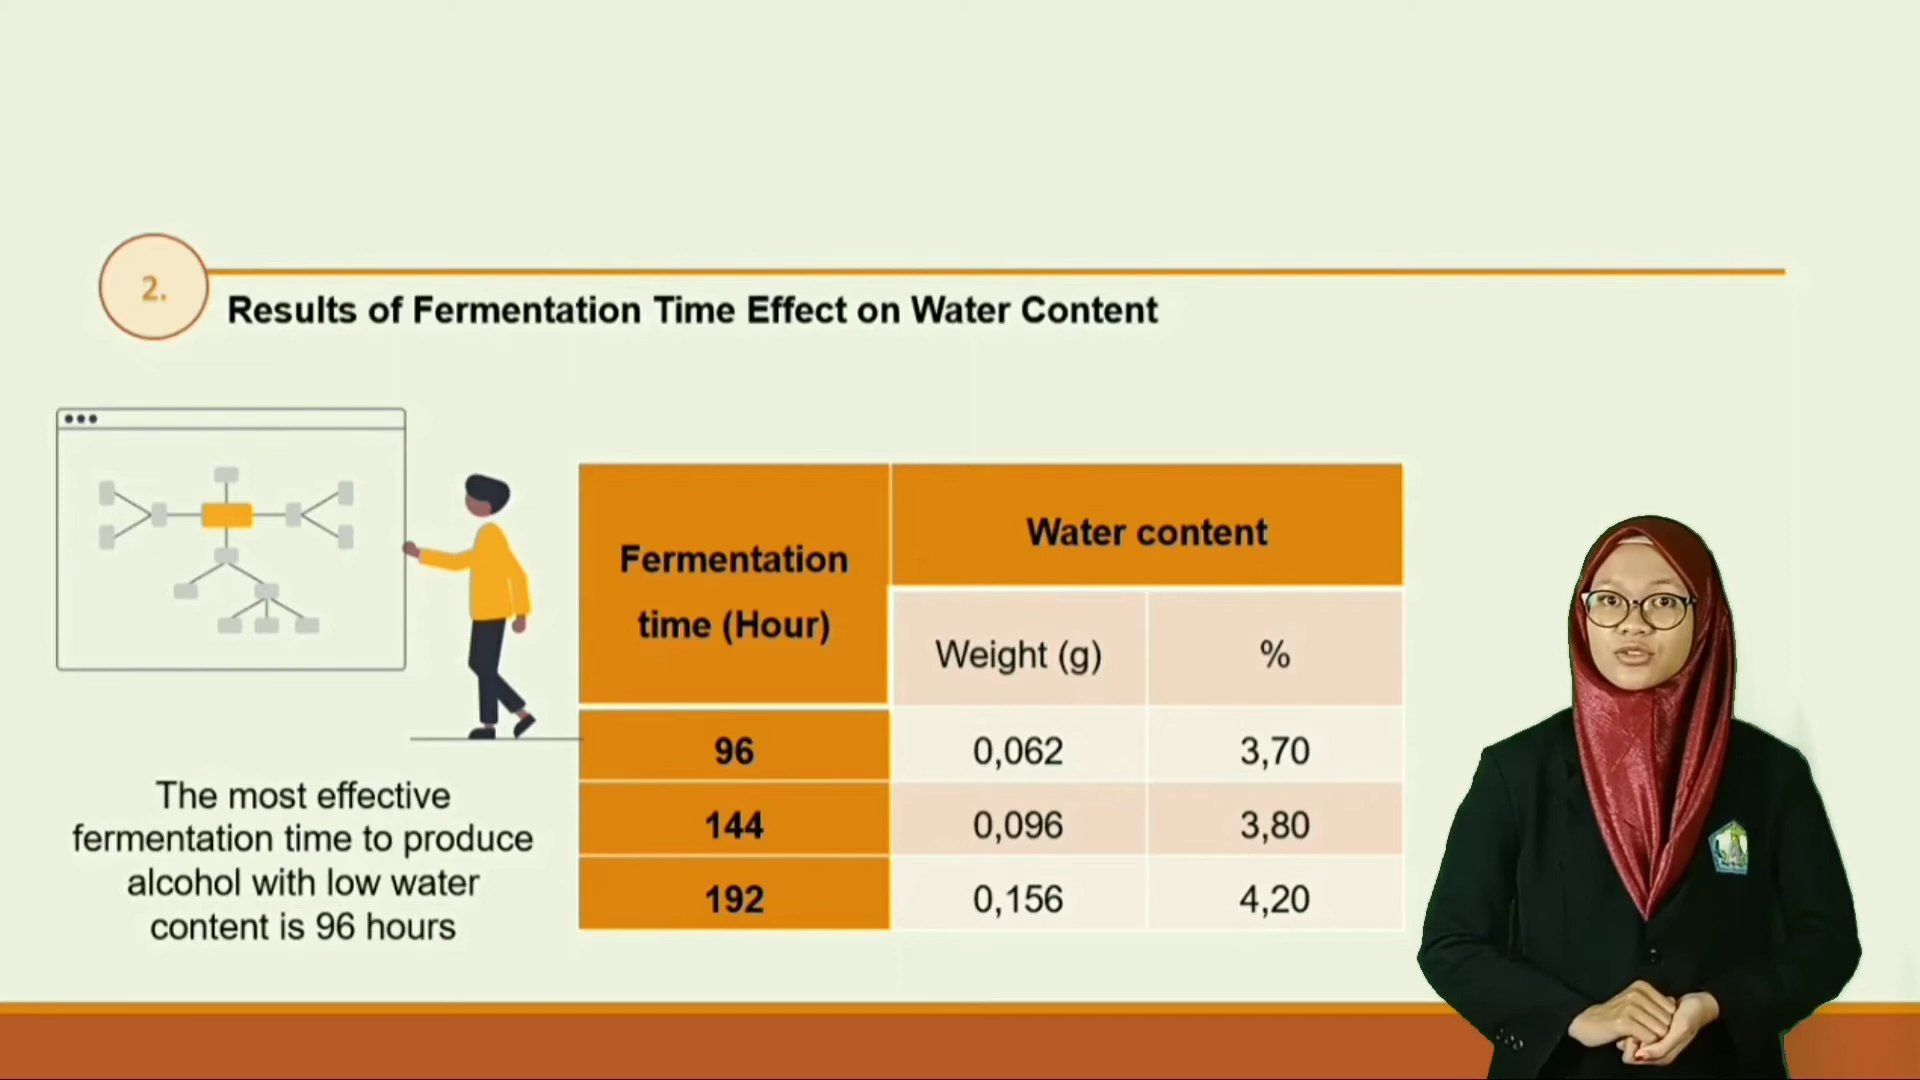 2.
Results of Fermentation Time Effect on Water Content
Fermentation
time (Hour)
Water content
Weight (g)
%
96
0,062
3,70
144
0,096
3,80
192
0,156
4,20
The most effective
fermentation time to produce
alcohol with low water
content is 96 hours